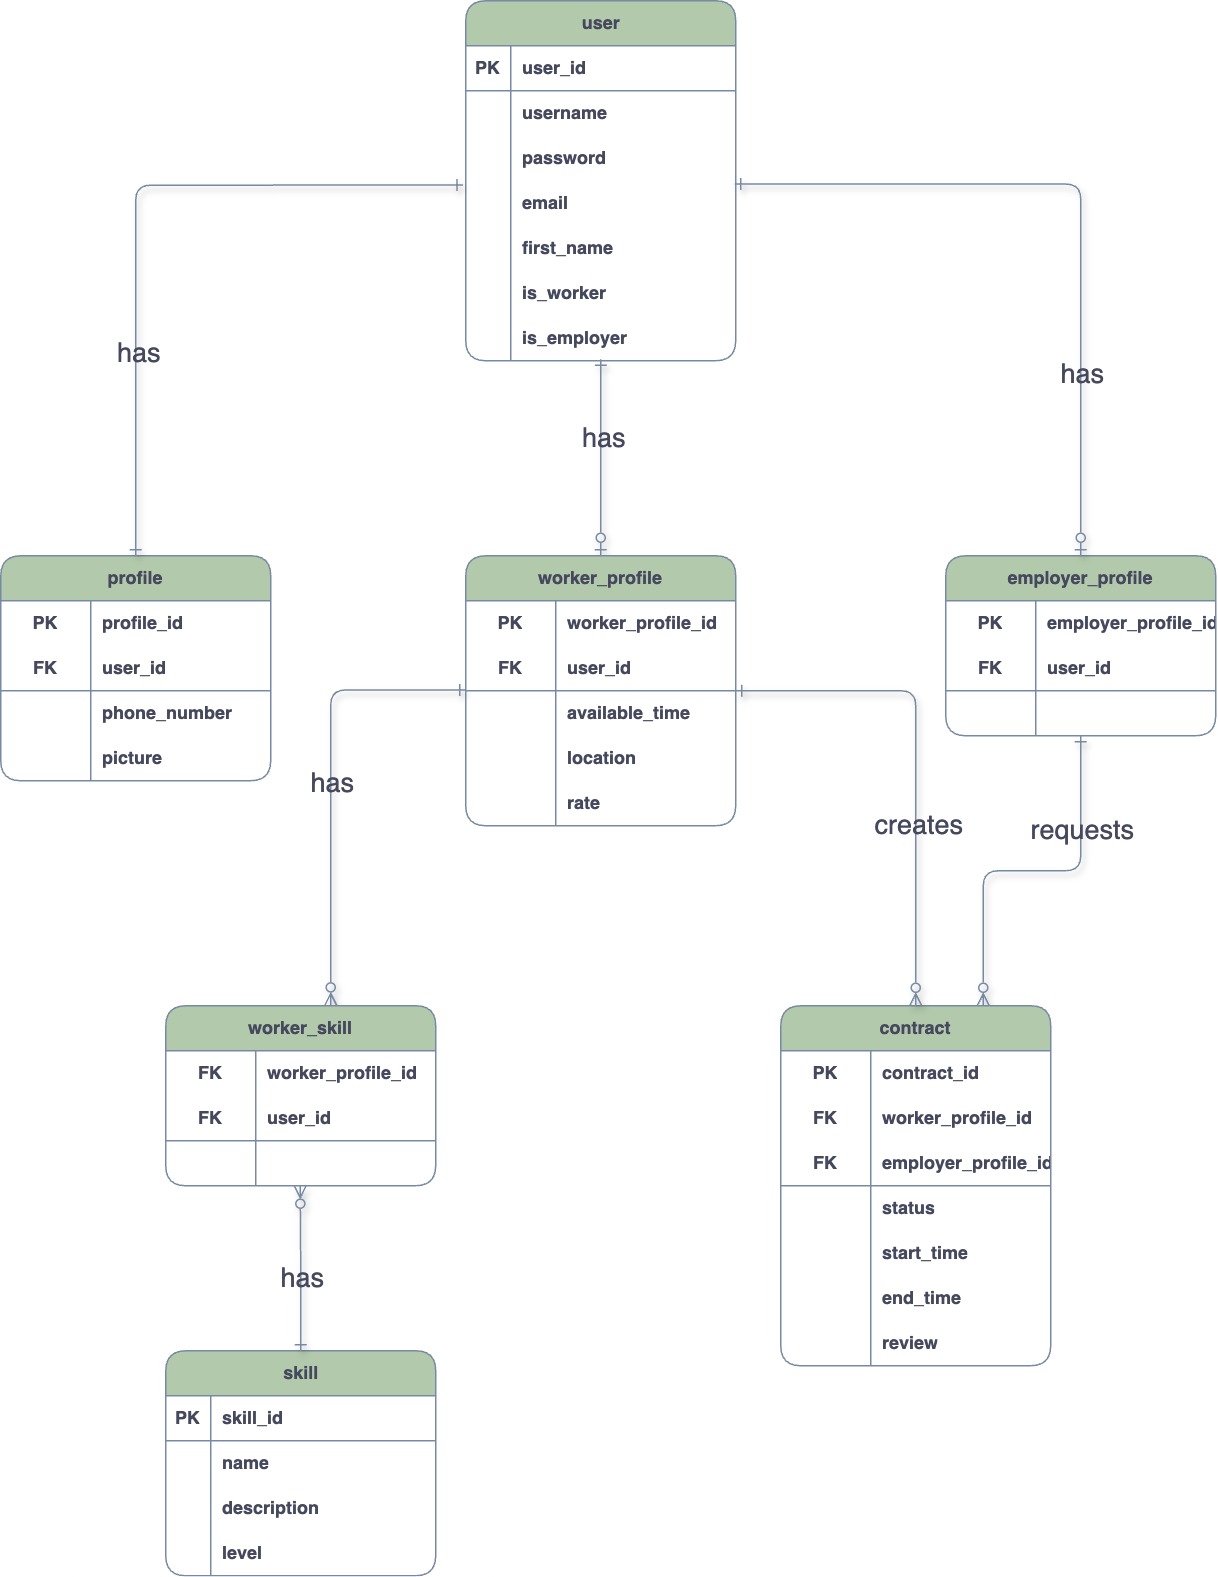 user
PK user_id
username
password
email
first_name
is_worker
is_employer
has
has
has
profile
PK profile_id
FK user_id
phone_number
picture
worker_profile
PK worker_profile_id
FK user_id
available_time
location
rate
employer_profile
PK employer_profile_id
FK user_id
has
creates
requests
worker_skill
FK worker_profile_id
FK user_id
contract
PK contract_id
FK worker_profile_id
FK employer_profile_id
status
start_time
end_time
review
has
skill
PK skill_id
name
description
level